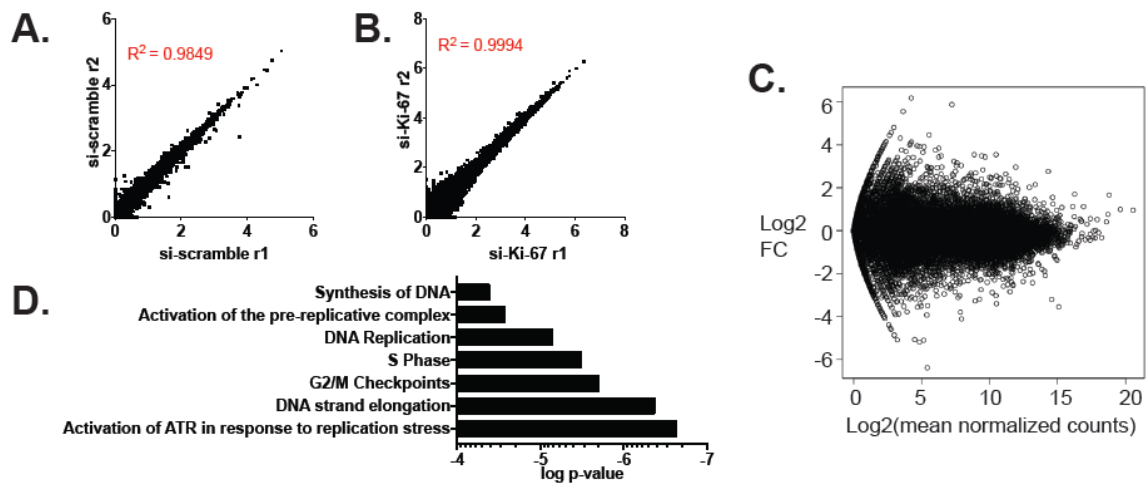 A.
R² = 0.9849
si-scramble r2
6
4
2
0
0 2 4 6
si-scramble r1
B.
R² = 0.9994
si-Ki-67 r2
8
6
4
2
0
0 2 4 6 8
si-Ki-67 r1
C.
Log2
FC
6
4
2
0
-2
-4
-6
0 5 10 15 20
Log2(mean normalized counts)
D.
Synthesis of DNA
Activation of the pre-replicative complex
DNA Replication
S Phase
G2/M Checkpoints
DNA strand elongation
Activation of ATR in response to replication stress
-4 -5 -6 -7
log p-value